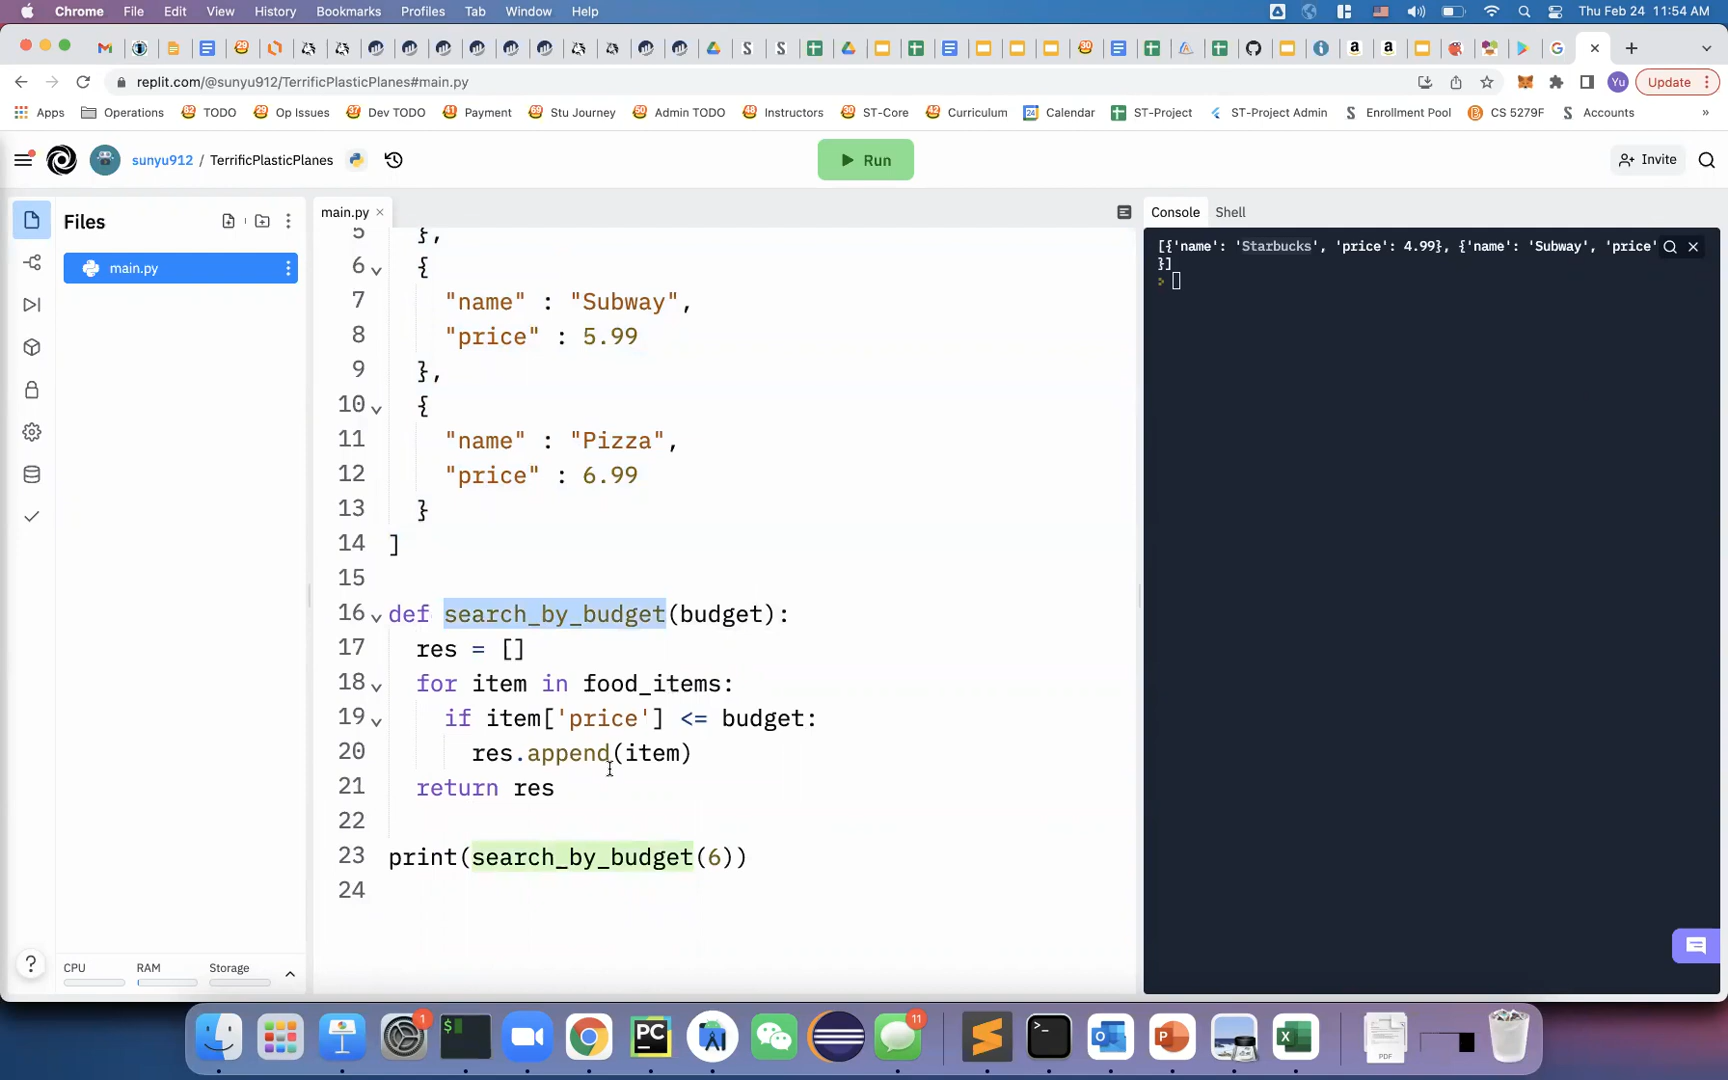 Chrome File Edit View History Bookmarks Profiles Tab Window Help Thu Feb 24 11:54 AM
replit.com/@sunyu912/TerrificPlasticPlanes#main.py Yu Update
Apps Operations TODO Op Issues Dev TODO Payment Stu Journey Admin TODO Instructors ST-Core Curriculum Calendar ST-Project ST-Project Admin Enrollment Pool CS 5279F Accounts »
sunyu912 / TerrificPlasticPlanes Run Invite
Files main.py Console Shell
main.py
[{'name': 'Starbucks', 'price': 4.99}, {'name': 'Subway', 'price'
}]
5 },
6 {
7 "name" : "Subway",
8 "price" : 5.99
9 },
10 {
11 "name" : "Pizza",
12 "price" : 6.99
13 }
14 ]
15
16 def search_by_budget(budget):
17 res = []
18 for item in food_items:
19 if item['price'] <= budget:
20 res.append(item)
21 return res
22
23 print(search_by_budget(6))
24
CPU RAM Storage
1 11
PC
PDF